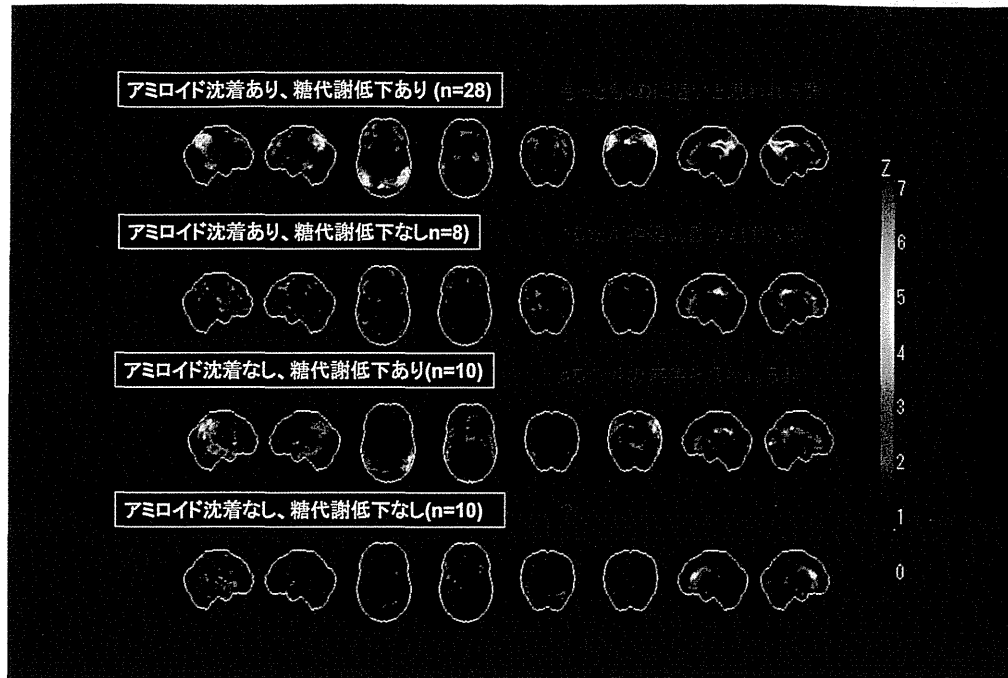 アミロイド沈着あり、糖代謝低下あり (n=28)
アミロイド沈着あり、糖代謝低下なしn=8)
アミロイド沈着なし、糖代謝低下あり(n=10)
アミロイド沈着なし、糖代謝低下なし(n=10)
Z
7
6
5
4
3
2
1
0